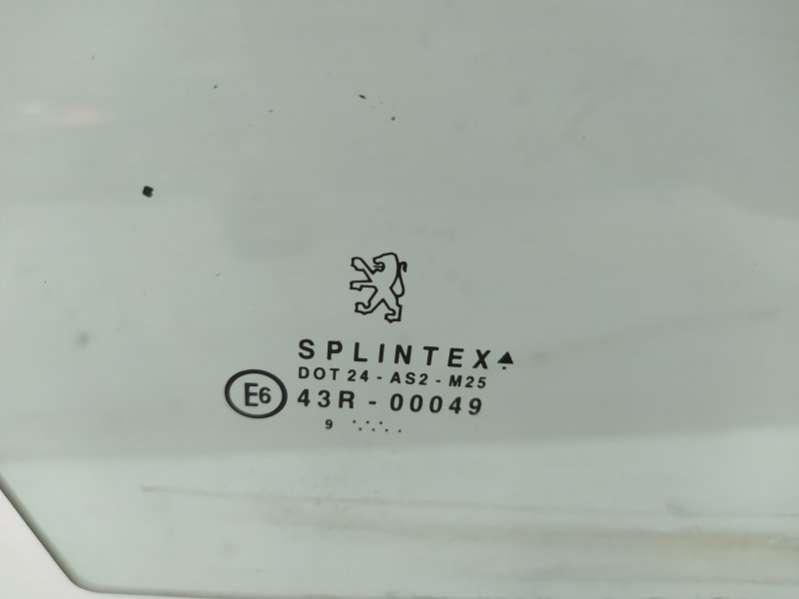 SPLINTEX
DOT 24 - AS2 - M25
E6 43R - 00049
9